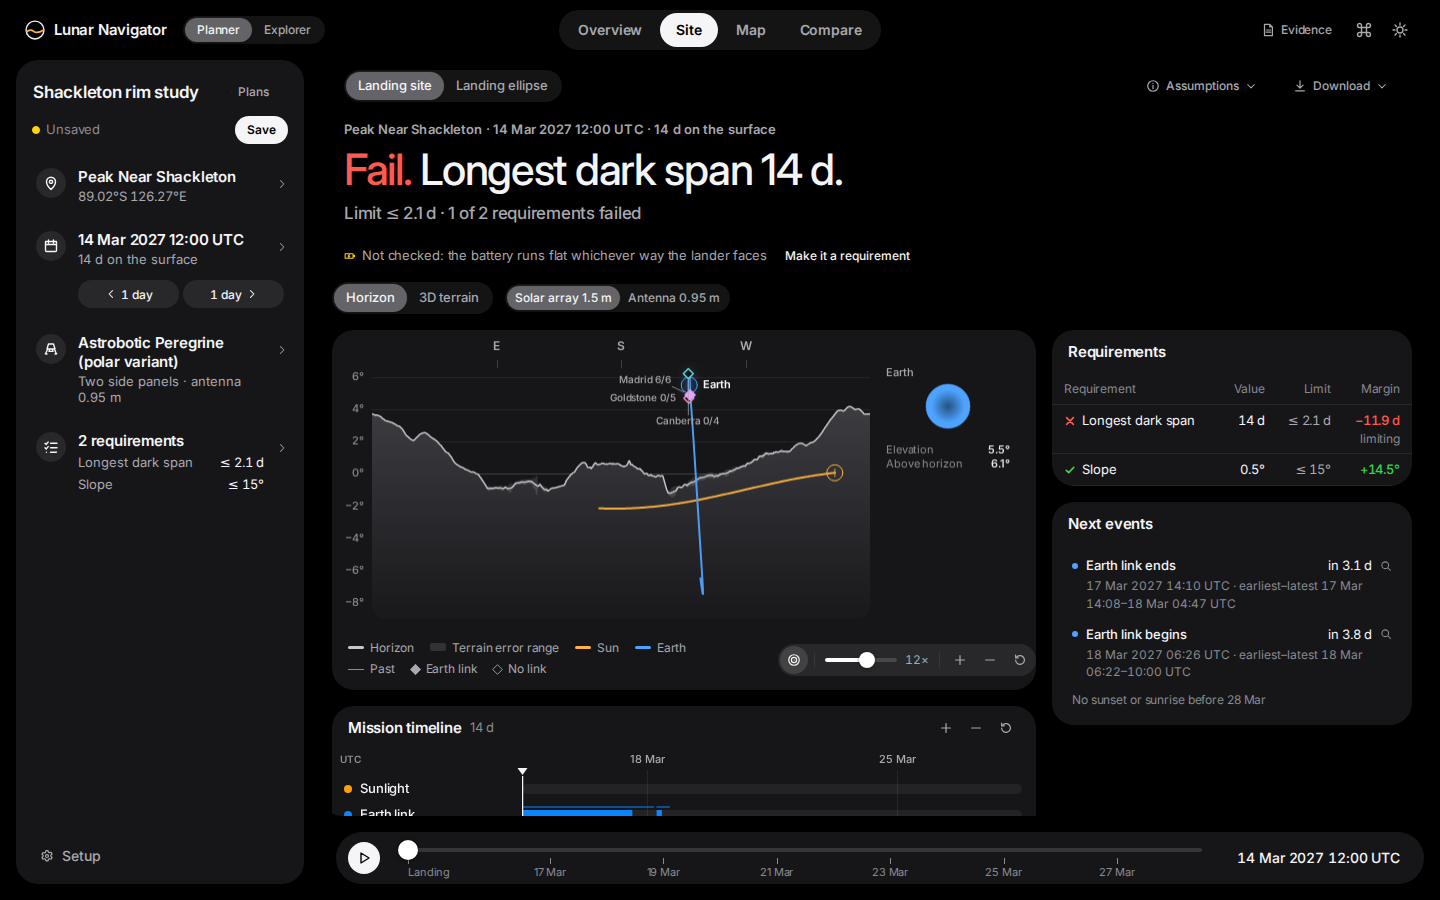 Lunar Navigator
Planner
Explorer
Overview
Site
Map
Compare
Evidence
Shackleton rim study
Plans
Unsaved
Save
Peak Near Shackleton
89.02°S 126.27°E
14 Mar 2027 12:00 UTC
14 d on the surface
1 day
1 day
Astrobotic Peregrine
(polar variant)
Two side panels · antenna
0.95 m
2 requirements
Longest dark span ≤ 2.1 d
Slope ≤ 15°
Setup
Landing site
Landing ellipse
Assumptions
Download
Peak Near Shackleton · 14 Mar 2027 12:00 UTC · 14 d on the surface
Fail. Longest dark span 14 d.
Limit ≤ 2.1 d · 1 of 2 requirements failed
Not checked: the battery runs flat whichever way the lander faces
Make it a requirement
Horizon
3D terrain
Solar array 1.5 m
Antenna 0.95 m
E
S
W
6°
4°
2°
0°
−2°
−4°
−6°
−8°
Madrid 6/6
Goldstone 0/5
Canberra 0/4
Earth
Earth
Elevation 5.5°
Above horizon 6.1°
Horizon
Terrain error range
Sun
Earth
Past
Earth link
No link
12×
Mission timeline 14 d
UTC
18 Mar
25 Mar
Sunlight
Earth link
Requirements
Requirement Value Limit Margin
Longest dark span 14 d ≤ 2.1 d −11.9 d
limiting
Slope 0.5° ≤ 15° +14.5°
Next events
Earth link ends in 3.1 d
17 Mar 2027 14:10 UTC · earliest–latest 17 Mar
14:08–18 Mar 04:47 UTC
Earth link begins in 3.8 d
18 Mar 2027 06:26 UTC · earliest–latest 18 Mar
06:22–10:00 UTC
No sunset or sunrise before 28 Mar
Landing
17 Mar
19 Mar
21 Mar
23 Mar
25 Mar
27 Mar
14 Mar 2027 12:00 UTC